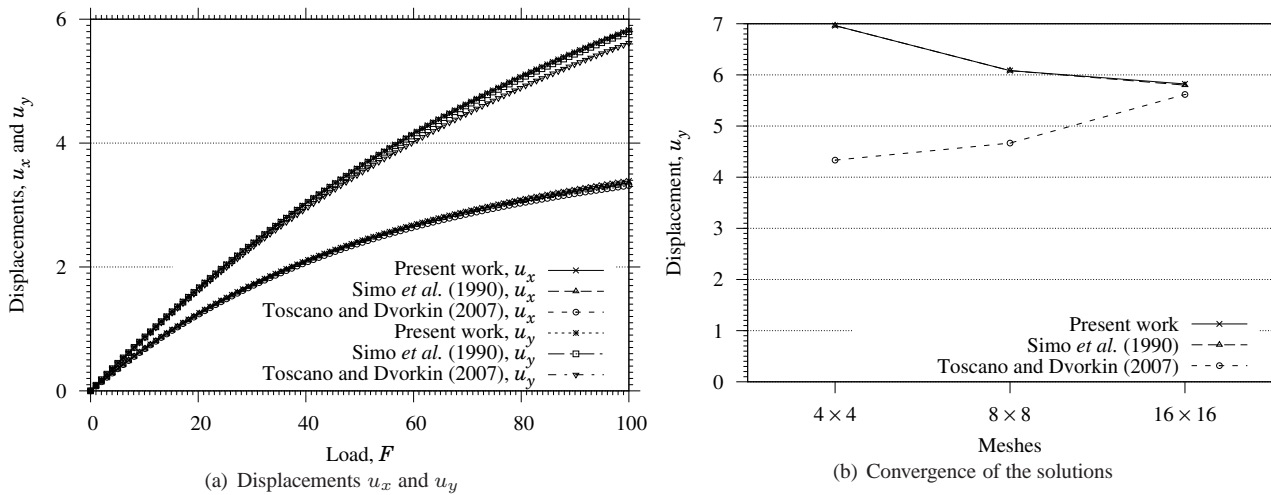 6
4
2
0
Displacements, u_x and u_y
Present work, u_x
Simo et al. (1990), u_x
Toscano and Dvorkin (2007), u_x
Present work, u_y
Simo et al. (1990), u_y
Toscano and Dvorkin (2007), u_y
0 20 40 60 80 100
Load, F
(a) Displacements u_x and u_y
7
6
5
4
3
2
1
0
Displacement, u_y
Present work
Simo et al. (1990)
Toscano and Dvorkin (2007)
4 × 4 8 × 8 16 × 16
Meshes
(b) Convergence of the solutions